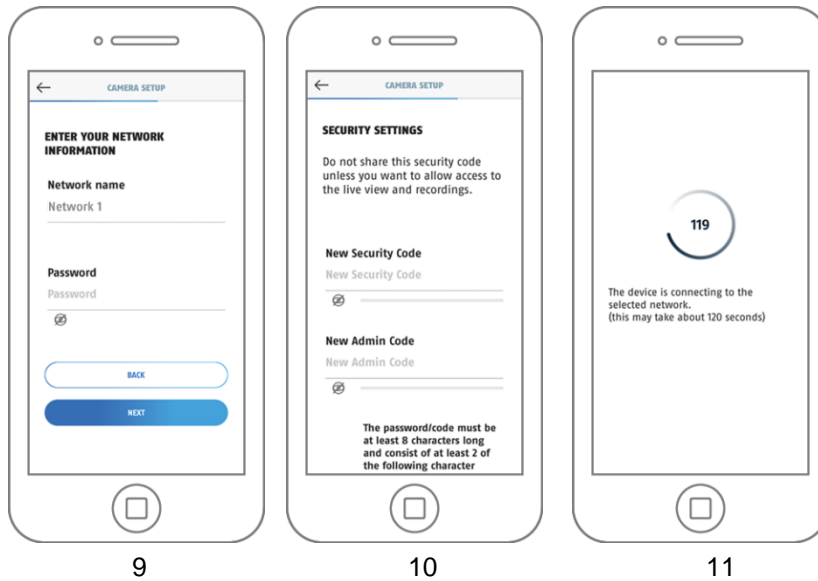 CAMERA SETUP
ENTER YOUR NETWORK
INFORMATION
Network name
Network 1
Password
Password
BACK
NEXT
9
CAMERA SETUP
SECURITY SETTINGS
Do not share this security code
unless you want to allow access to
the live view and recordings.
New Security Code
New Security Code
New Admin Code
New Admin Code
The password/code must be
at least 8 characters long
and consist of at least 2 of
the following character
10
119
The device is connecting to the
selected network.
(this may take about 120 seconds)
11